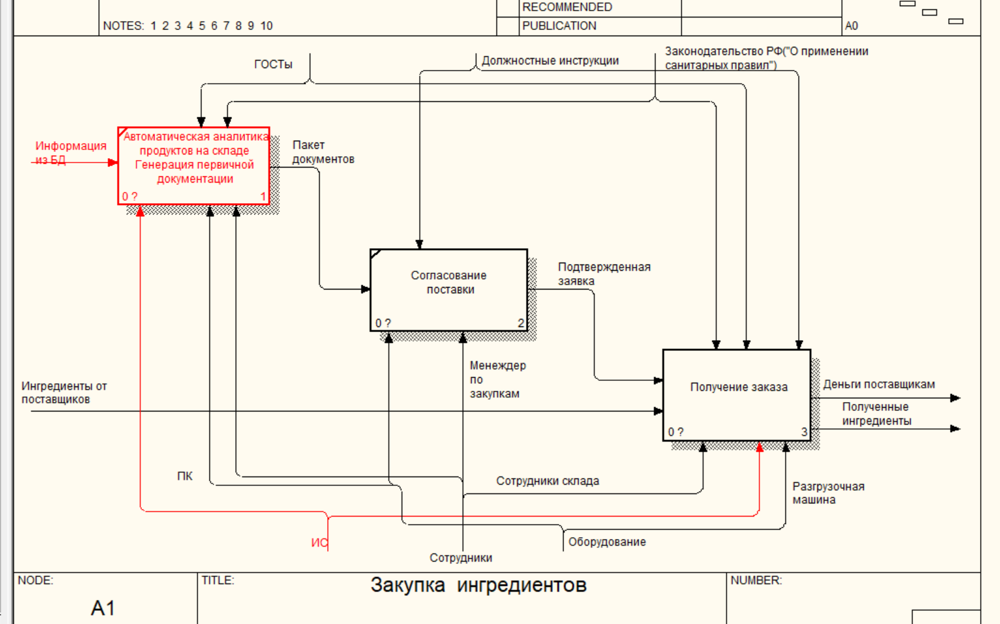 RECOMMENDED
NOTES: 1 2 3 4 5 6 7 8 9 10
PUBLICATION
A0
ГОСТы
Должностные инструкции
Законодательство РФ("О применении
санитарных правил")
Информация
из БД
Автоматическая аналитика
продуктов на складе
Генерация первичной
документации
0 ?
1
Пакет
документов
Согласование
поставки
0 ?
2
Подтвержденная
заявка
Менеждер
по
закупкам
Ингредиенты от
поставщиков
Получение заказа
0 ?
3
Деньги поставщикам
Полученные
ингредиенты
ПК
Сотрудники склада
Разгрузочная
машина
ИС
Оборудование
Сотрудники
NODE:
A1
TITLE:
Закупка ингредиентов
NUMBER: